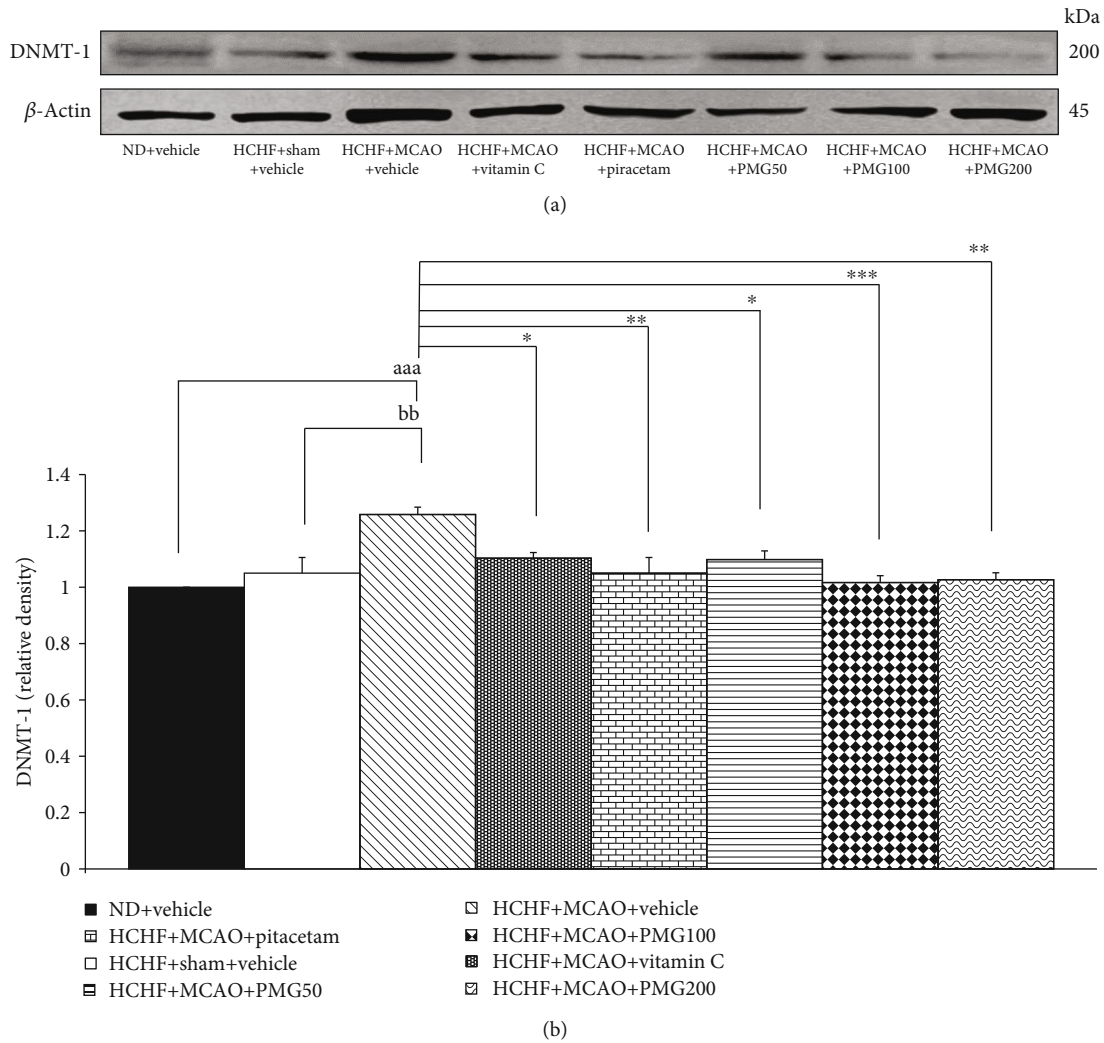 kDa
DNMT-1 200
β-Actin 45
ND+vehicle HCHF+sham +vehicle HCHF+MCAO +vehicle HCHF+MCAO +vitamin C HCHF+MCAO +piracetam HCHF+MCAO +PMG50 HCHF+MCAO +PMG100 HCHF+MCAO +PMG200
(a)
**
***
*
**
*
aaa
bb
1.4
1.2
1
0.8
0.6
0.4
0.2
0
DNMT-1 (relative density)
ND+vehicle
HCHF+MCAO+pitacetam
HCHF+sham+vehicle
HCHF+MCAO+PMG50
HCHF+MCAO+vehicle
HCHF+MCAO+PMG100
HCHF+MCAO+vitamin C
HCHF+MCAO+PMG200
(b)